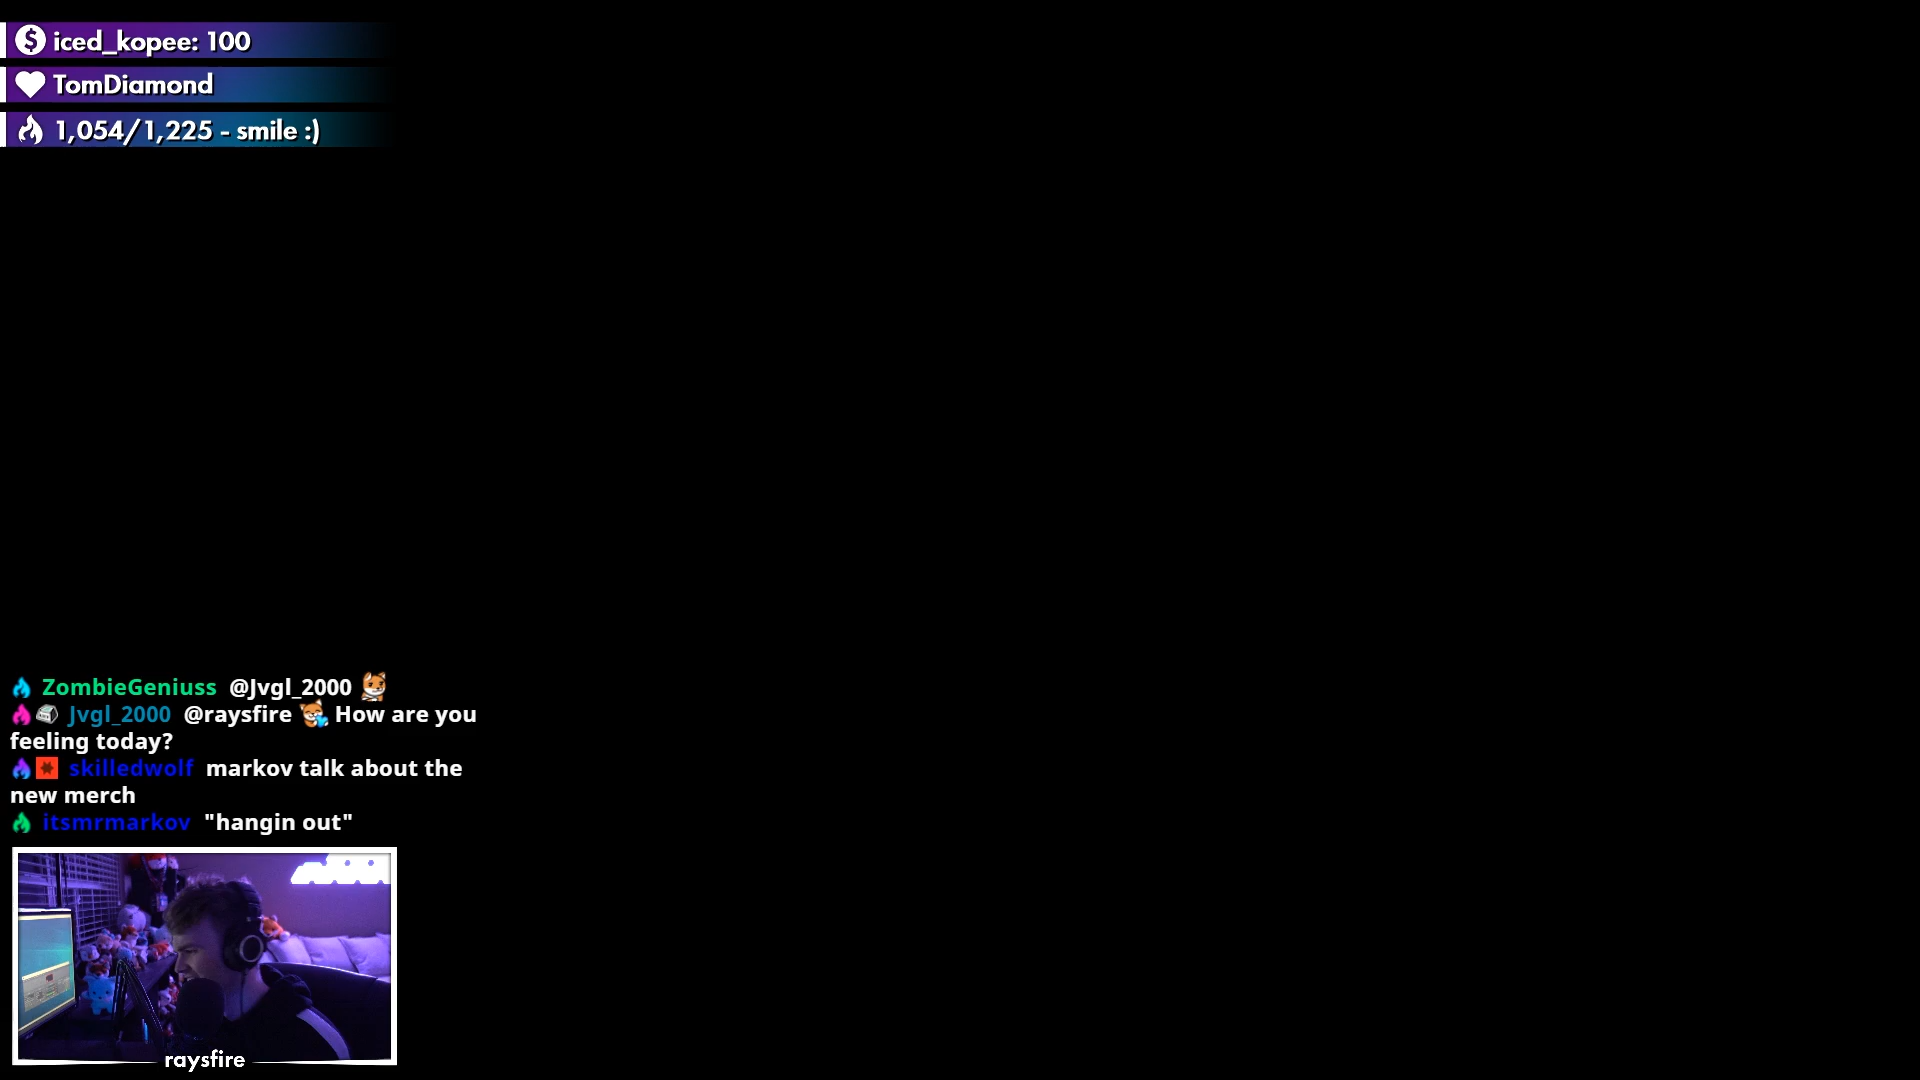 iced_kopee: 100
TomDiamond
1,054/1,225 - smile :)
ZombieGeniuss @Jvgl_2000
Jvgl_2000 @raysfire How are you
feeling today?
skilledwolf markov talk about the
new merch
itsmrmarkov "hangin out"
raysfire